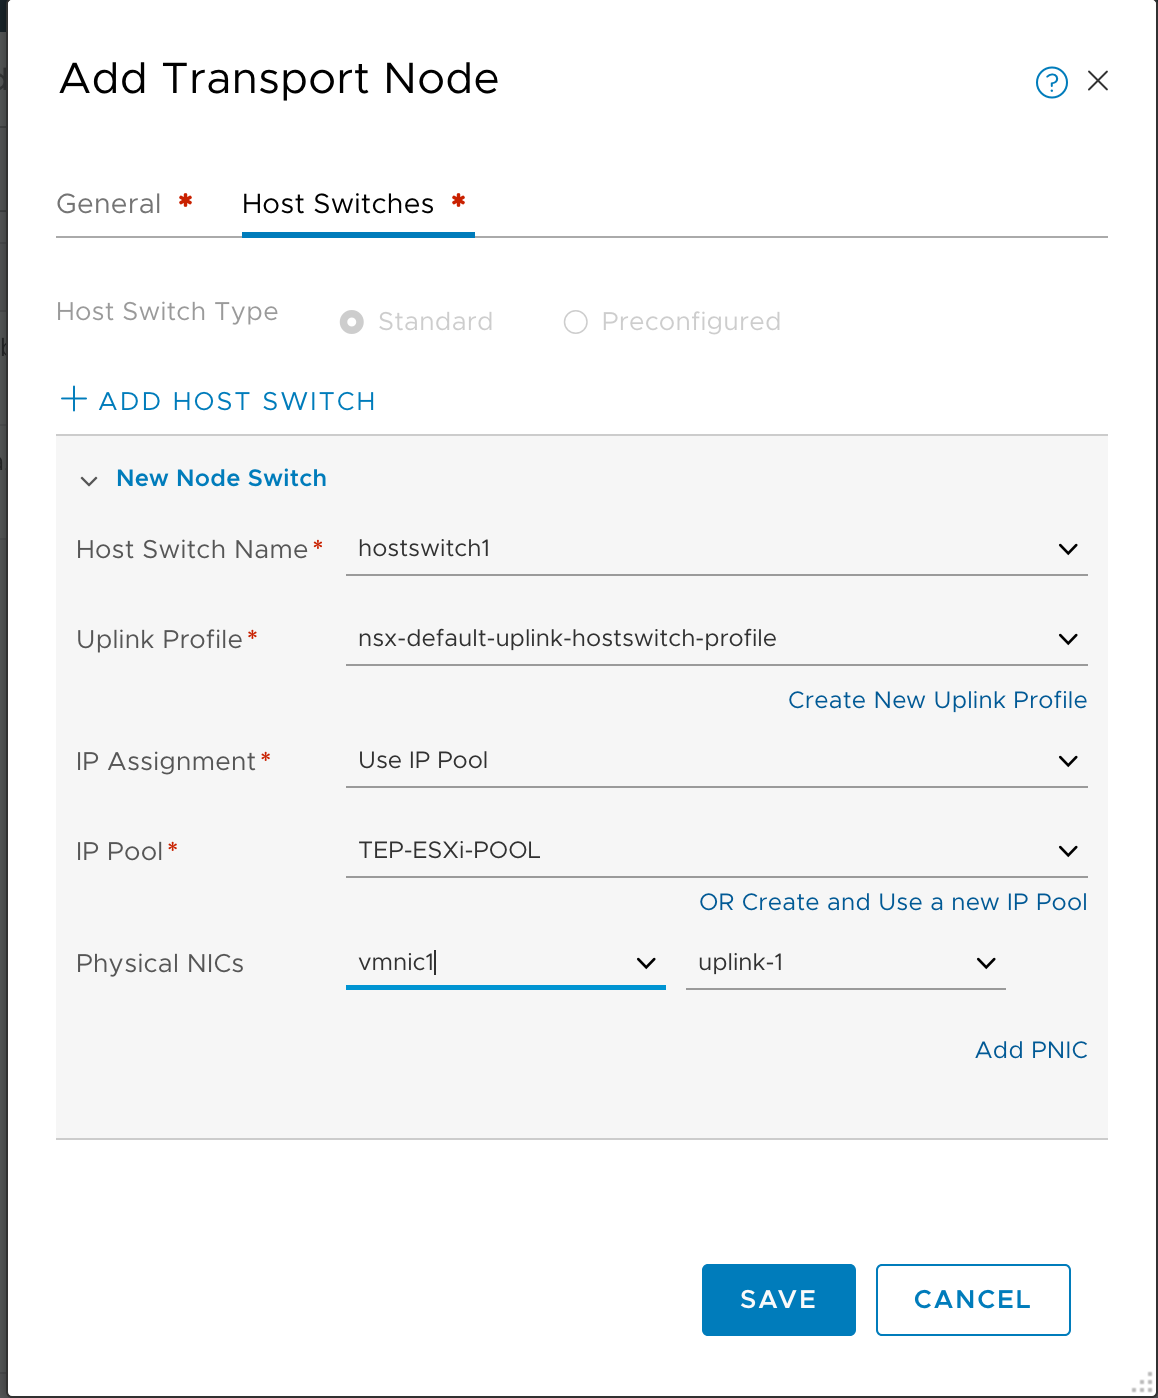 Add Transport Node
?
General *
Host Switches *
Host Switch Type
Standard
Preconfigured
ADD HOST SWITCH
New Node Switch
Host Switch Name*
hostswitch1
Uplink Profile*
nsx-default-uplink-hostswitch-profile
Create New Uplink Profile
IP Assignment*
Use IP Pool
IP Pool*
TEP-ESXi-POOL
OR Create and Use a new IP Pool
Physical NICs
vmnic1
uplink-1
Add PNIC
SAVE
CANCEL